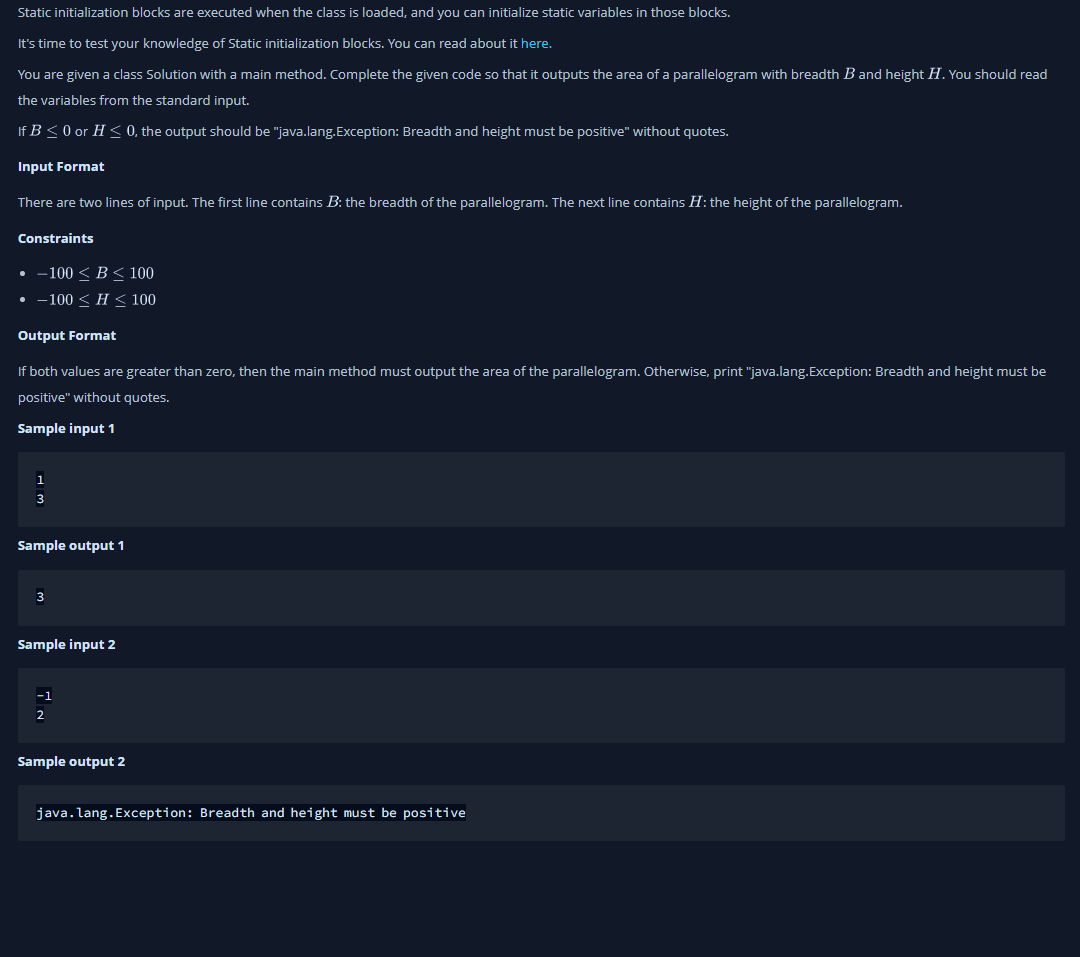 Static initialization blocks are executed when the class is loaded, and you can initialize static variables in those blocks.
It's time to test your knowledge of Static initialization blocks. You can read about it here.
You are given a class Solution with a main method. Complete the given code so that it outputs the area of a parallelogram with breadth B and height H. You should read
the variables from the standard input.
If B ≤ 0 or H ≤ 0, the output should be "java.lang.Exception: Breadth and height must be positive" without quotes.
Input Format
There are two lines of input. The first line contains B: the breadth of the parallelogram. The next line contains H: the height of the parallelogram.
Constraints
• −100 ≤ B ≤ 100
• −100 ≤ H ≤ 100
Output Format
If both values are greater than zero, then the main method must output the area of the parallelogram. Otherwise, print "java.lang.Exception: Breadth and height must be
positive" without quotes.
Sample input 1
1
3
Sample output 1
3
Sample input 2
-1
2
Sample output 2
java.lang.Exception: Breadth and height must be positive